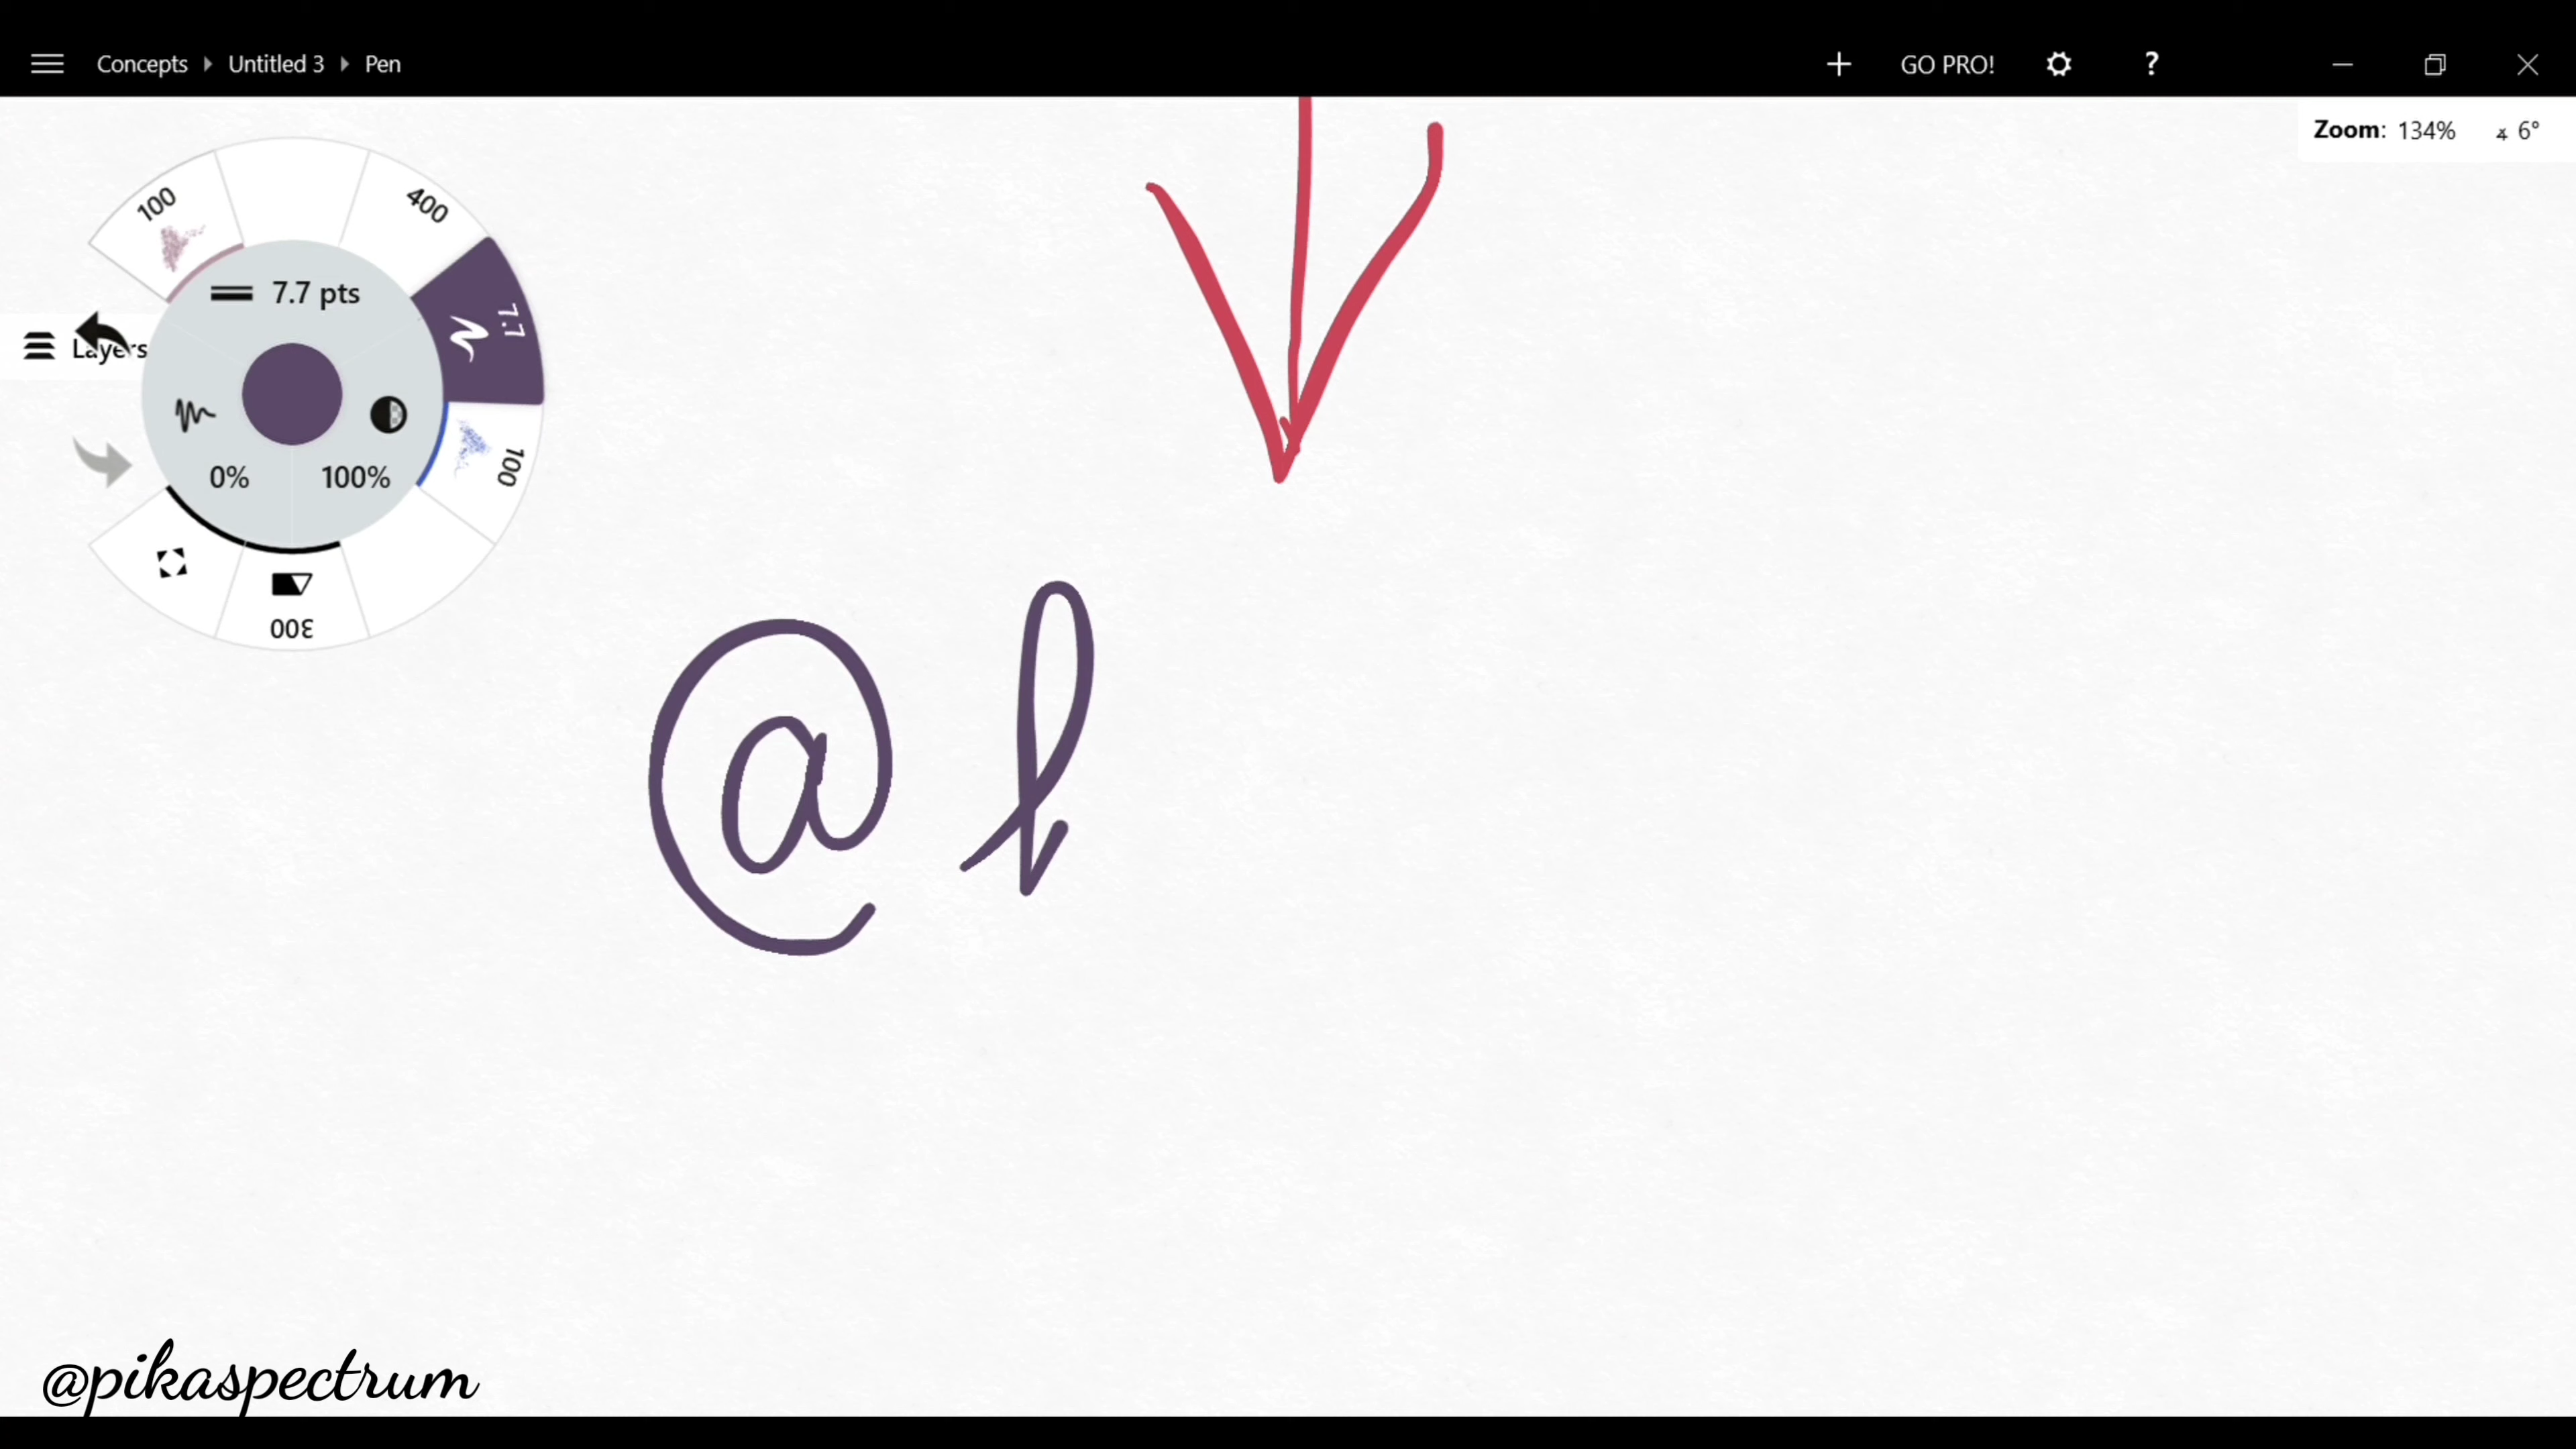 Concepts Untitled 3 Pen + GO PRO! ?
Zoom: 134% 6°
100
400
7.7 pts
7.7
Layers
0% 100%
100
300
@
@pikaspectrum